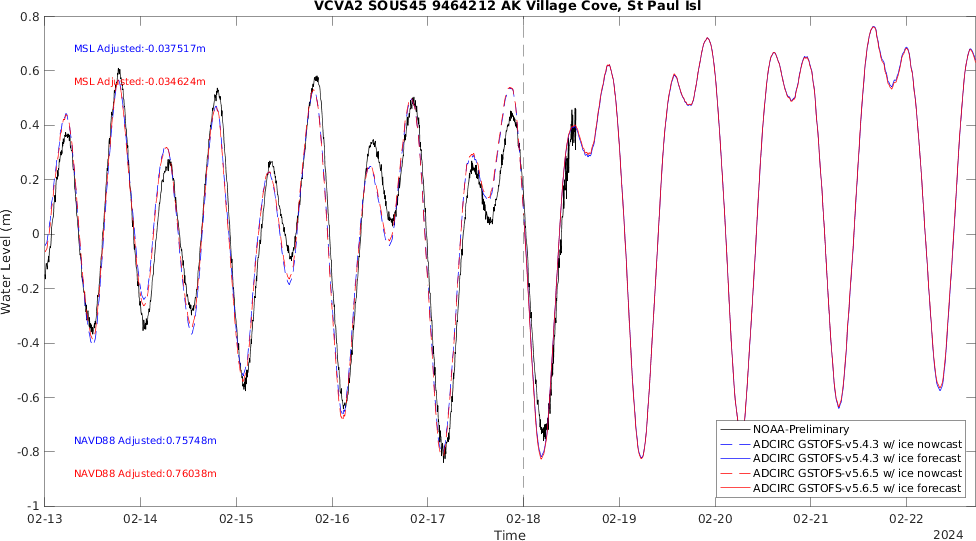 VCVA2 SOUS45 9464212 AK Village Cove, St Paul Isl
0.8
0.6
0.4
0.2
0
-0.2
-0.4
-0.6
-0.8
-1
Water Level (m)
MSL Adjusted:-0.037517m
MSL Adjusted:-0.034624m
NAVD88 Adjusted:0.75748m
NAVD88 Adjusted:0.76038m
NOAA-Preliminary
ADCIRC GSTOFS-v5.4.3 w/ ice nowcast
ADCIRC GSTOFS-v5.4.3 w/ ice forecast
ADCIRC GSTOFS-v5.6.5 w/ ice nowcast
ADCIRC GSTOFS-v5.6.5 w/ ice forecast
02-13 02-14 02-15 02-16 02-17 02-18 02-19 02-20 02-21 02-22
Time
2024